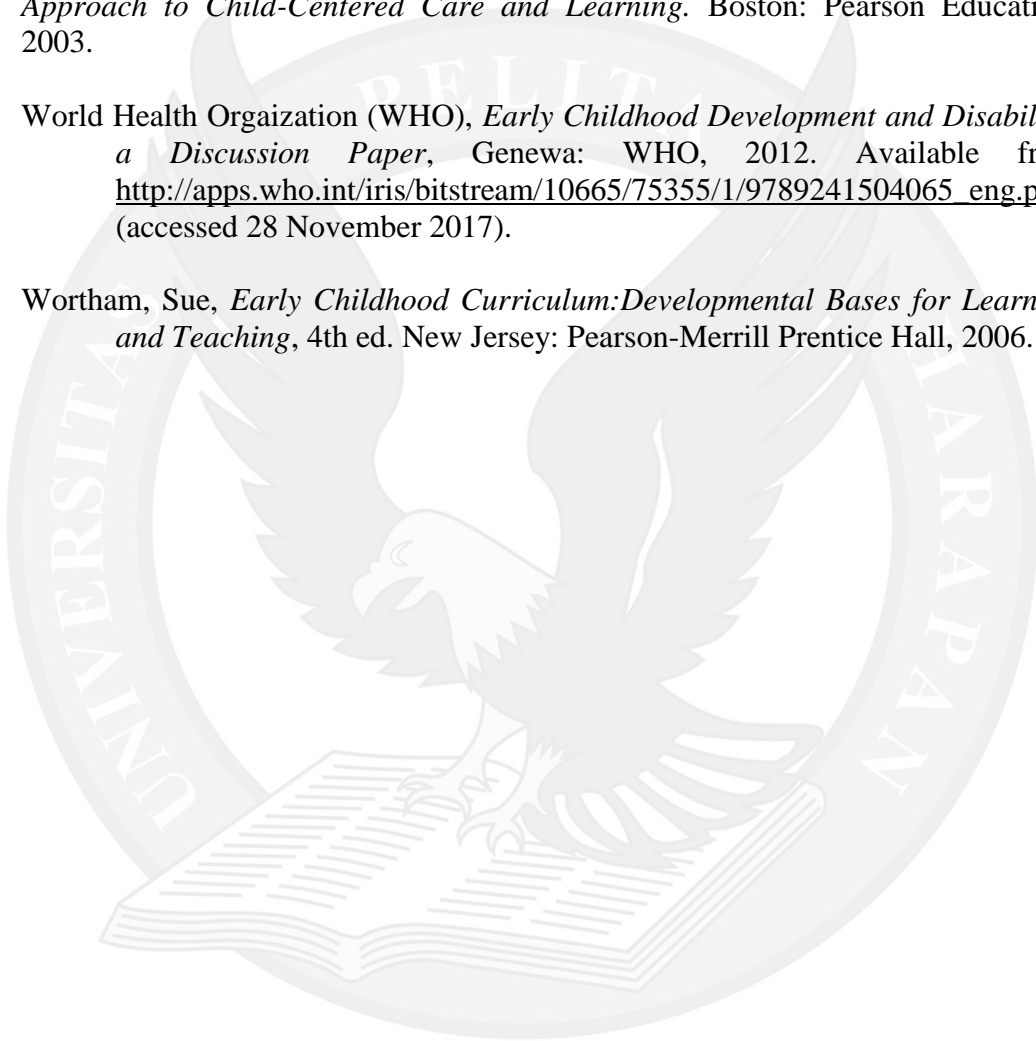 Approach to Child-Centered Care and Learning. Boston: Pearson Educati
2003.
World Health Orgaization (WHO), Early Childhood Development and Disabil
a Discussion Paper, Genewa: WHO, 2012. Available fr
http://apps.who.int/iris/bitstream/10665/75355/1/9789241504065_eng.p
(accessed 28 November 2017).
Wortham, Sue, Early Childhood Curriculum:Developmental Bases for Learn
and Teaching, 4th ed. New Jersey: Pearson-Merrill Prentice Hall, 2006.
UNIVERSITAS PELITA HARAPAN